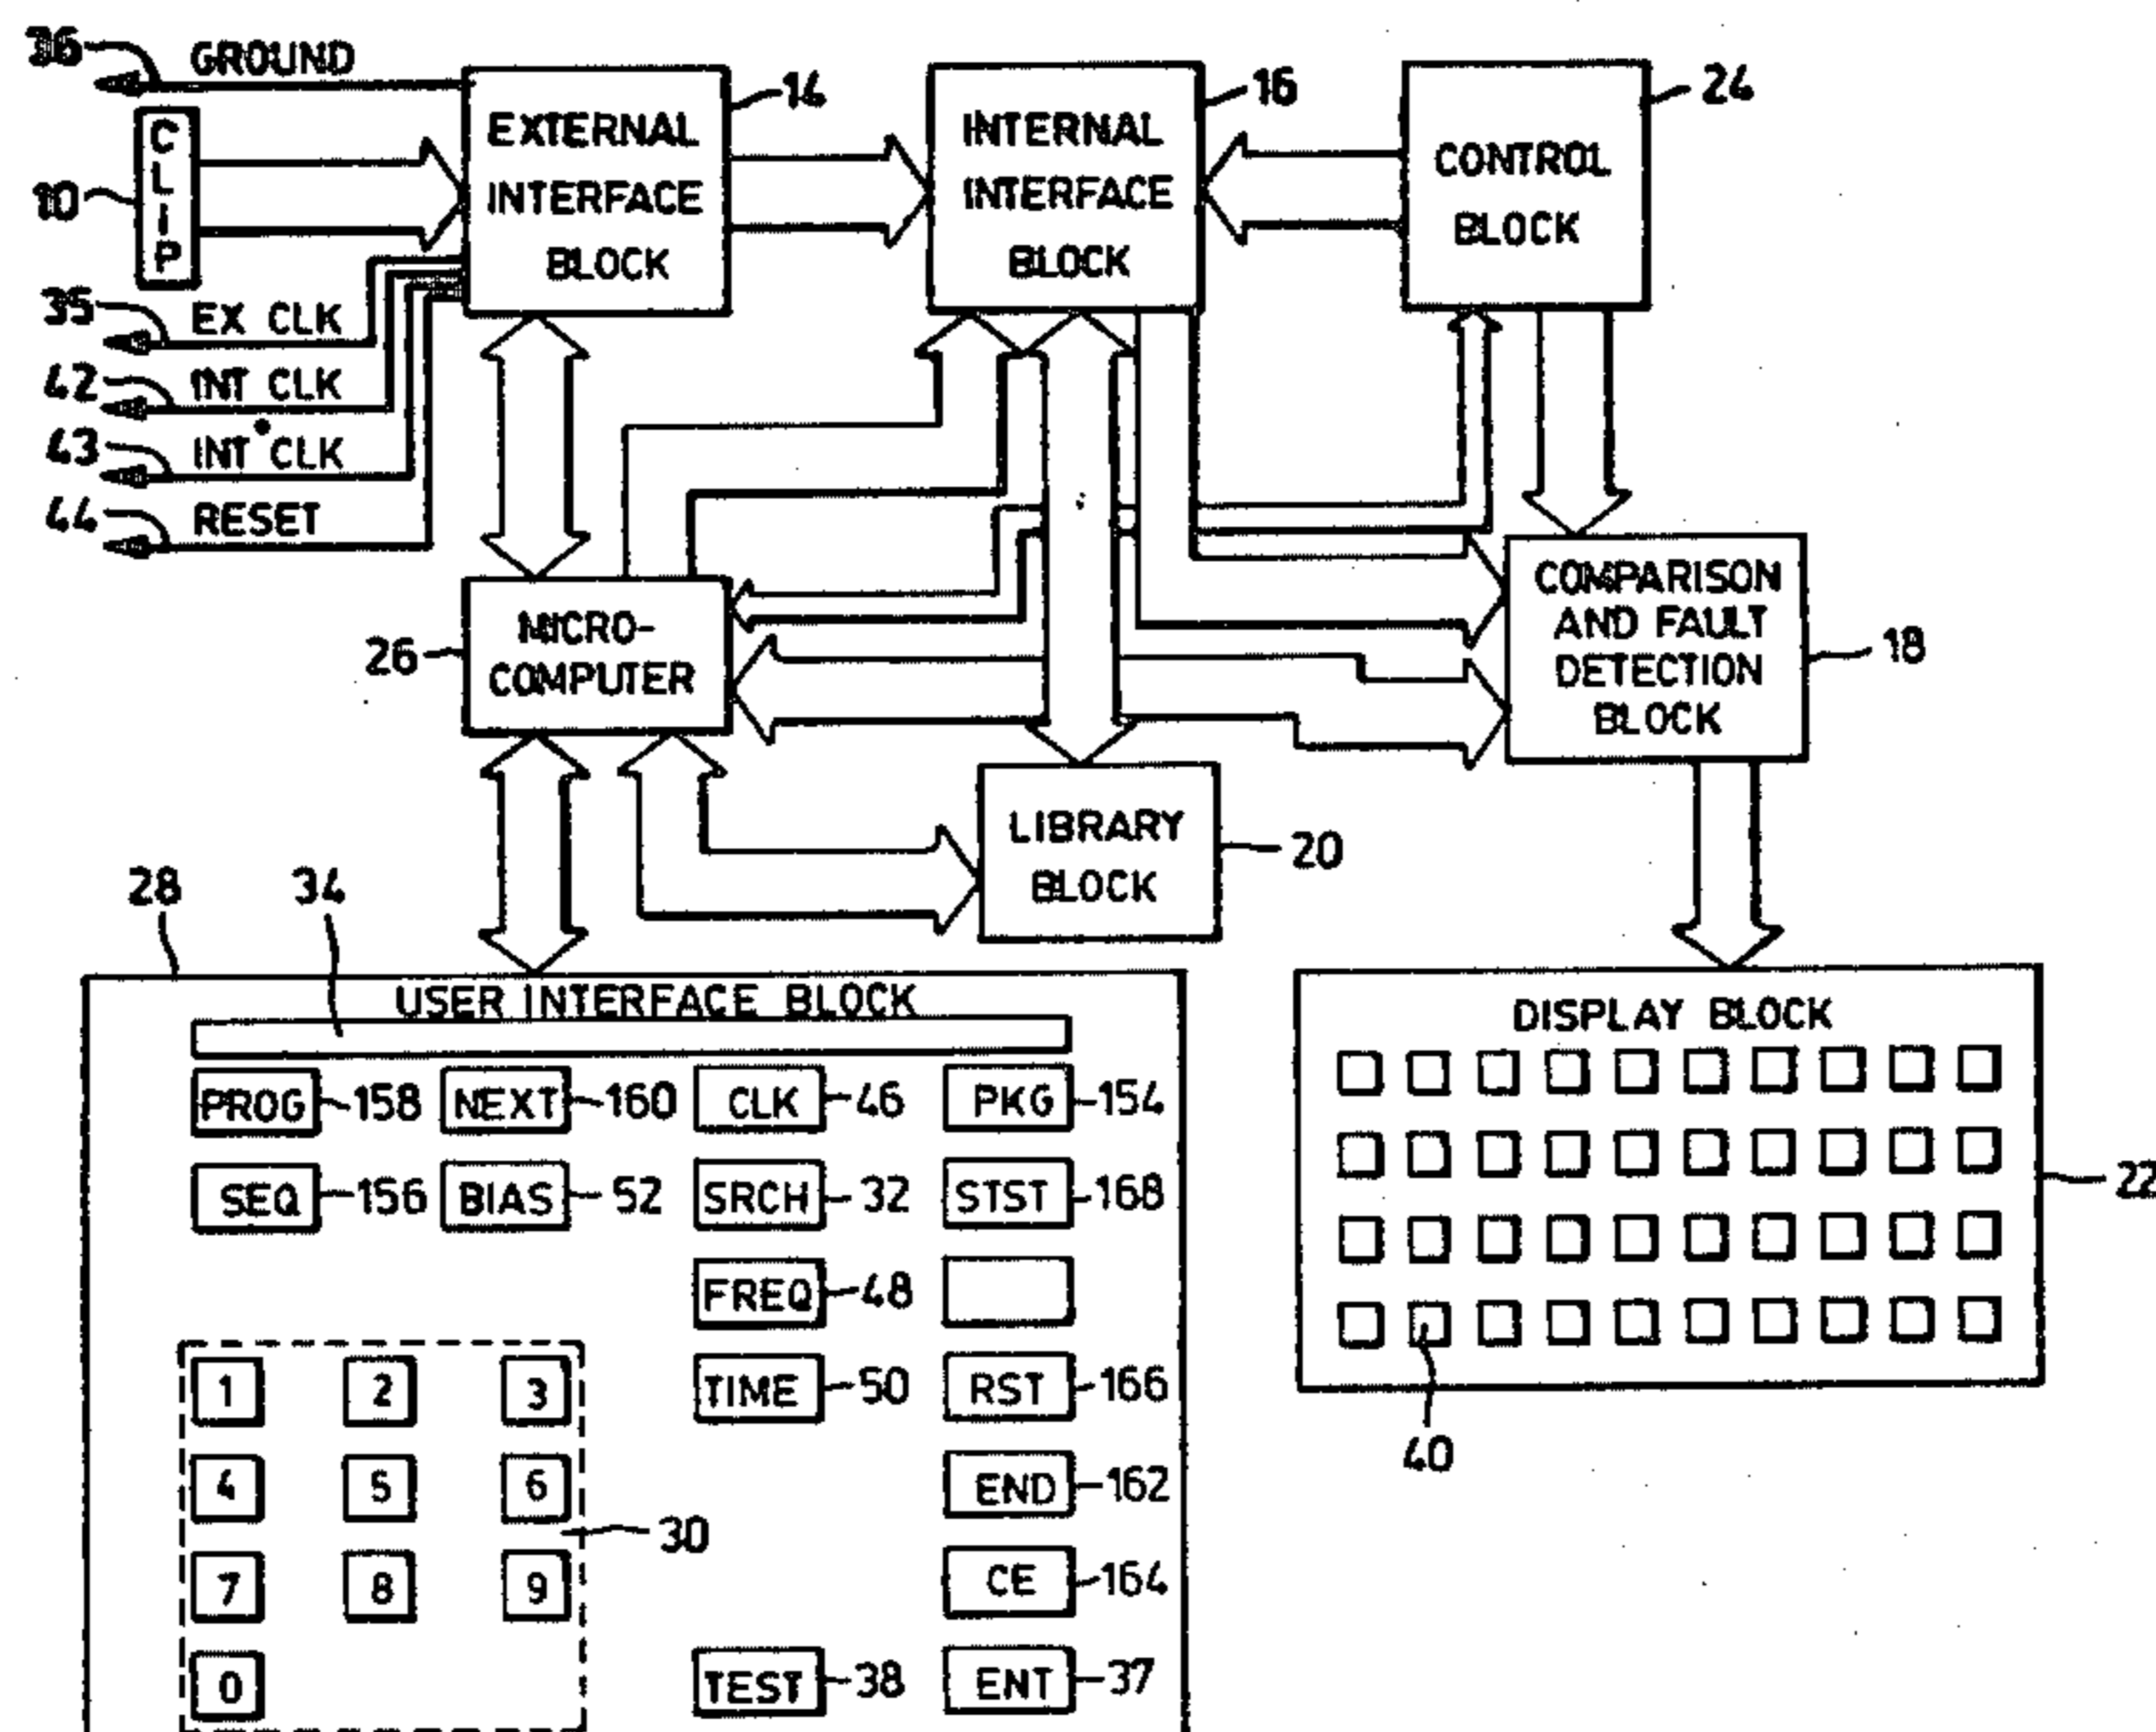 36 GROUND
CLIP
10
EXTERNAL
INTERFACE
BLOCK
14
INTERNAL
INTERFACE
BLOCK
16
CONTROL
BLOCK
24
35 EX CLK
42 INT CLK
43 INT CLK
44 RESET
26
MICRO-
COMPUTER
COMPARISON
AND FAULT
DETECTION
BLOCK
18
LIBRARY
BLOCK
20
28
34
USER INTERFACE BLOCK
PROG 158 NEXT 160 CLK 46 PKG 154
SEQ 156 BIAS 52 SRCH 32 STST 168
FREQ 48
1 2 3 TIME 50 RST 166
4 5 6 END 162
30
7 8 9 CE 164
0 TEST 38 ENT 37
DISPLAY BLOCK
22
40